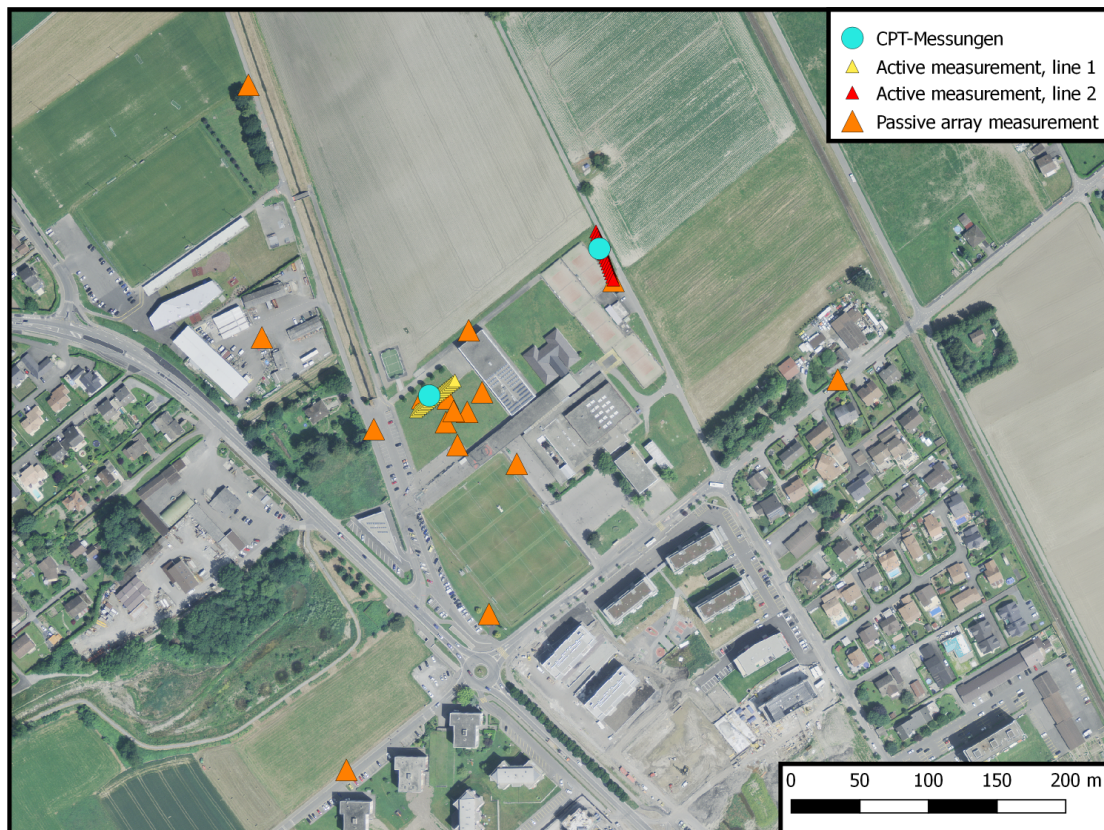 CPT-Messungen
Active measurement, line 1
Active measurement, line 2
Passive array measurement
0 50 100 150 200 m